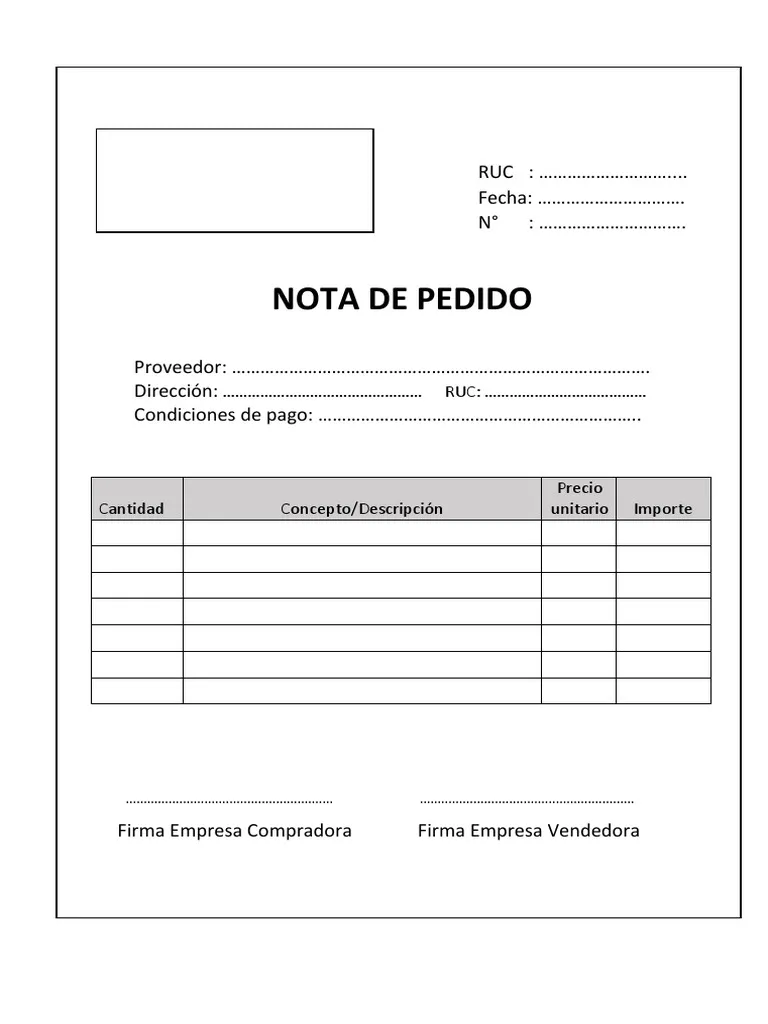 RUC : ...............................
Fecha: ...............................
N° : ...............................
NOTA DE PEDIDO
Proveedor: ...............................................................................
Dirección: ............................................... RUC: ......................................
Condiciones de pago: ....................................................................
Cantidad Concepto/Descripción Precio unitario Importe
.......................................................... ............................................................
Firma Empresa Compradora Firma Empresa Vendedora